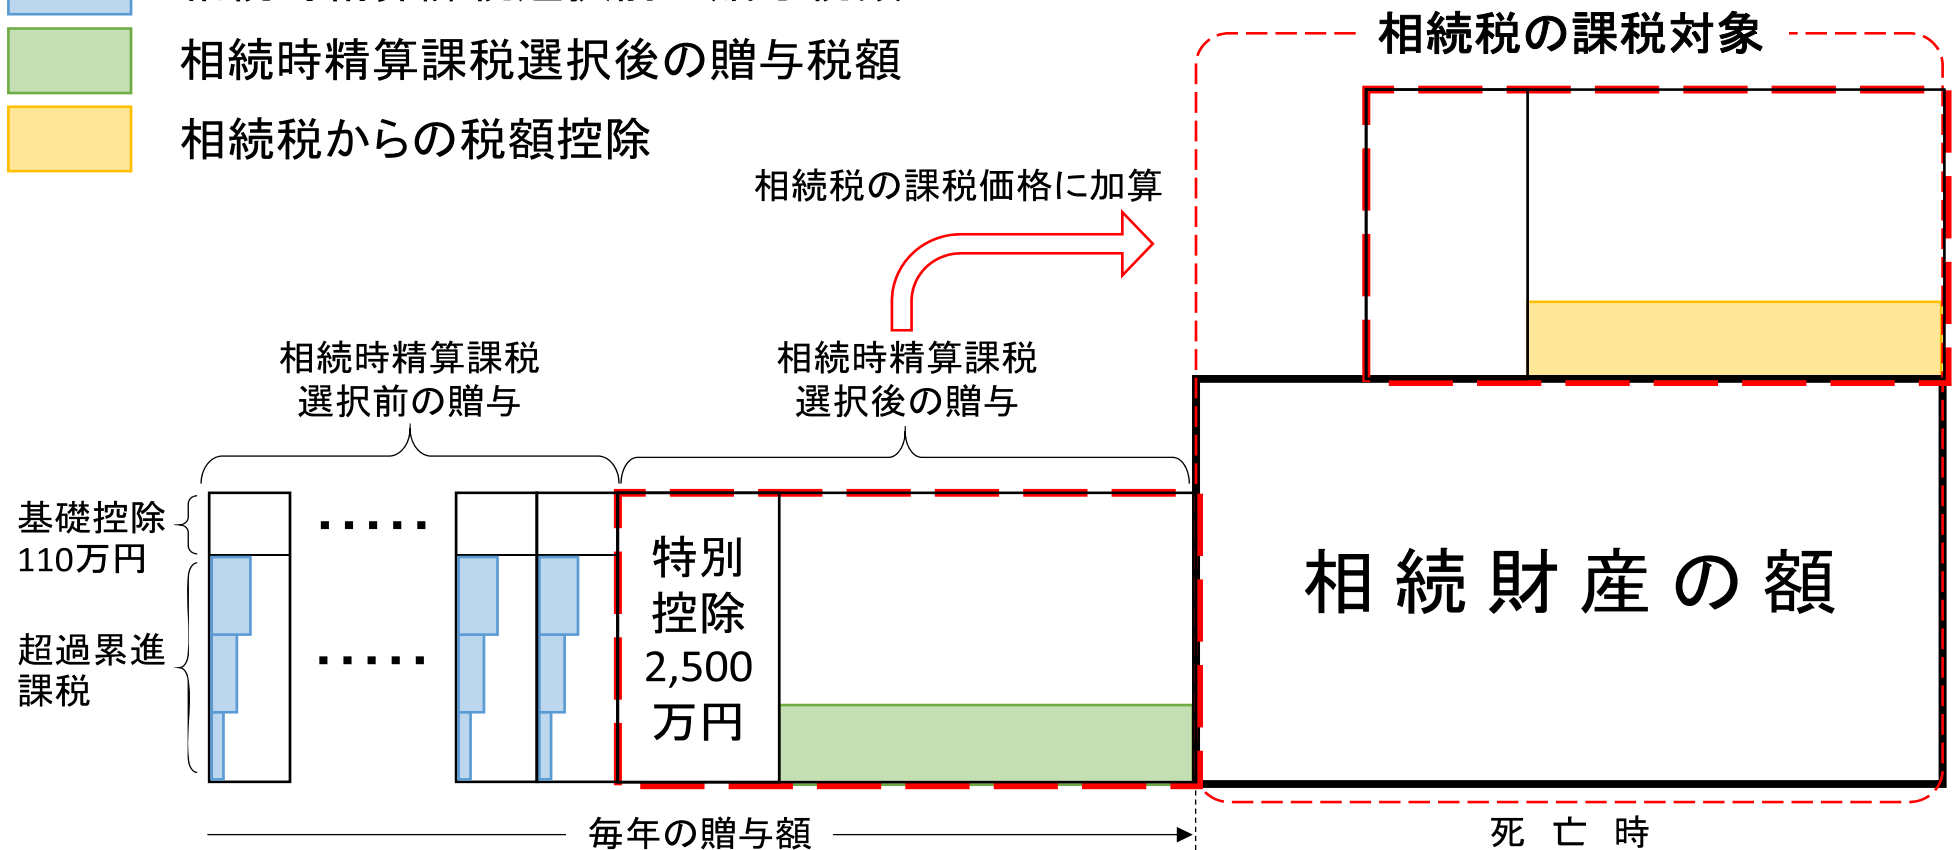 相続時精算課税選択後の贈与税額
相続税からの税額控除
相続税の課税対象
相続税の課税価格に加算
相続時精算課税
選択前の贈与
相続時精算課税
選択後の贈与
基礎控除
110万円
超過累進
課税
特別
控除
2,500
万円
相続財産の額
毎年の贈与額
死亡時